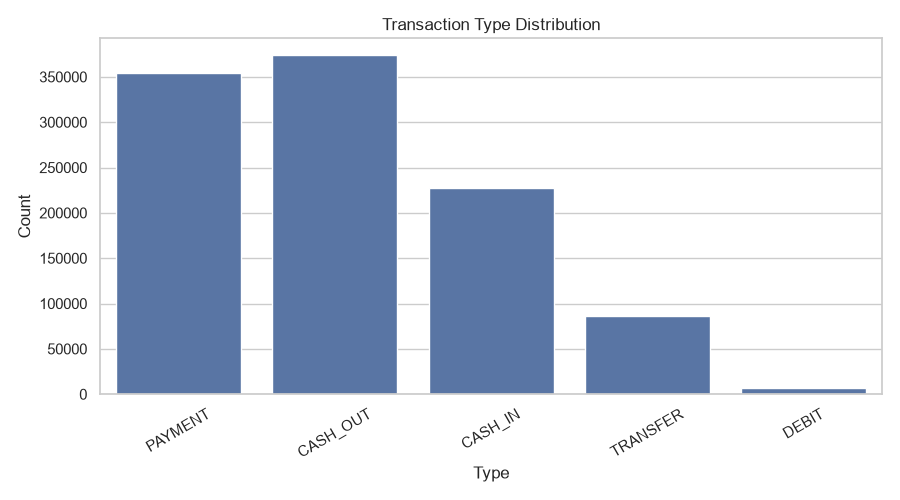 Transaction Type Distribution
Count
350000
300000
250000
200000
150000
100000
50000
0
PAYMENT
CASH_OUT
CASH_IN
TRANSFER
DEBIT
Type